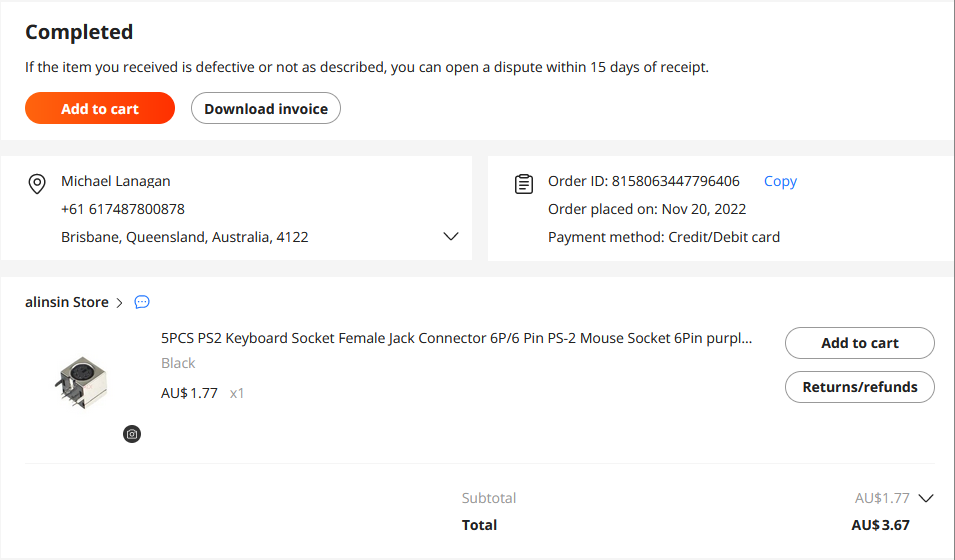 Completed
If the item you received is defective or not as described, you can open a dispute within 15 days of receipt.
Add to cart
Download invoice
Michael Lanagan
+61 617487800878
Brisbane, Queensland, Australia, 4122
Order ID: 8158063447796406 Copy
Order placed on: Nov 20, 2022
Payment method: Credit/Debit card
alinsin Store
5PCS PS2 Keyboard Socket Female Jack Connector 6P/6 Pin PS-2 Mouse Socket 6Pin purpl...
Black
AU$1.77 x1
Add to cart
Returns/refunds
Subtotal AU$1.77
Total AU$3.67